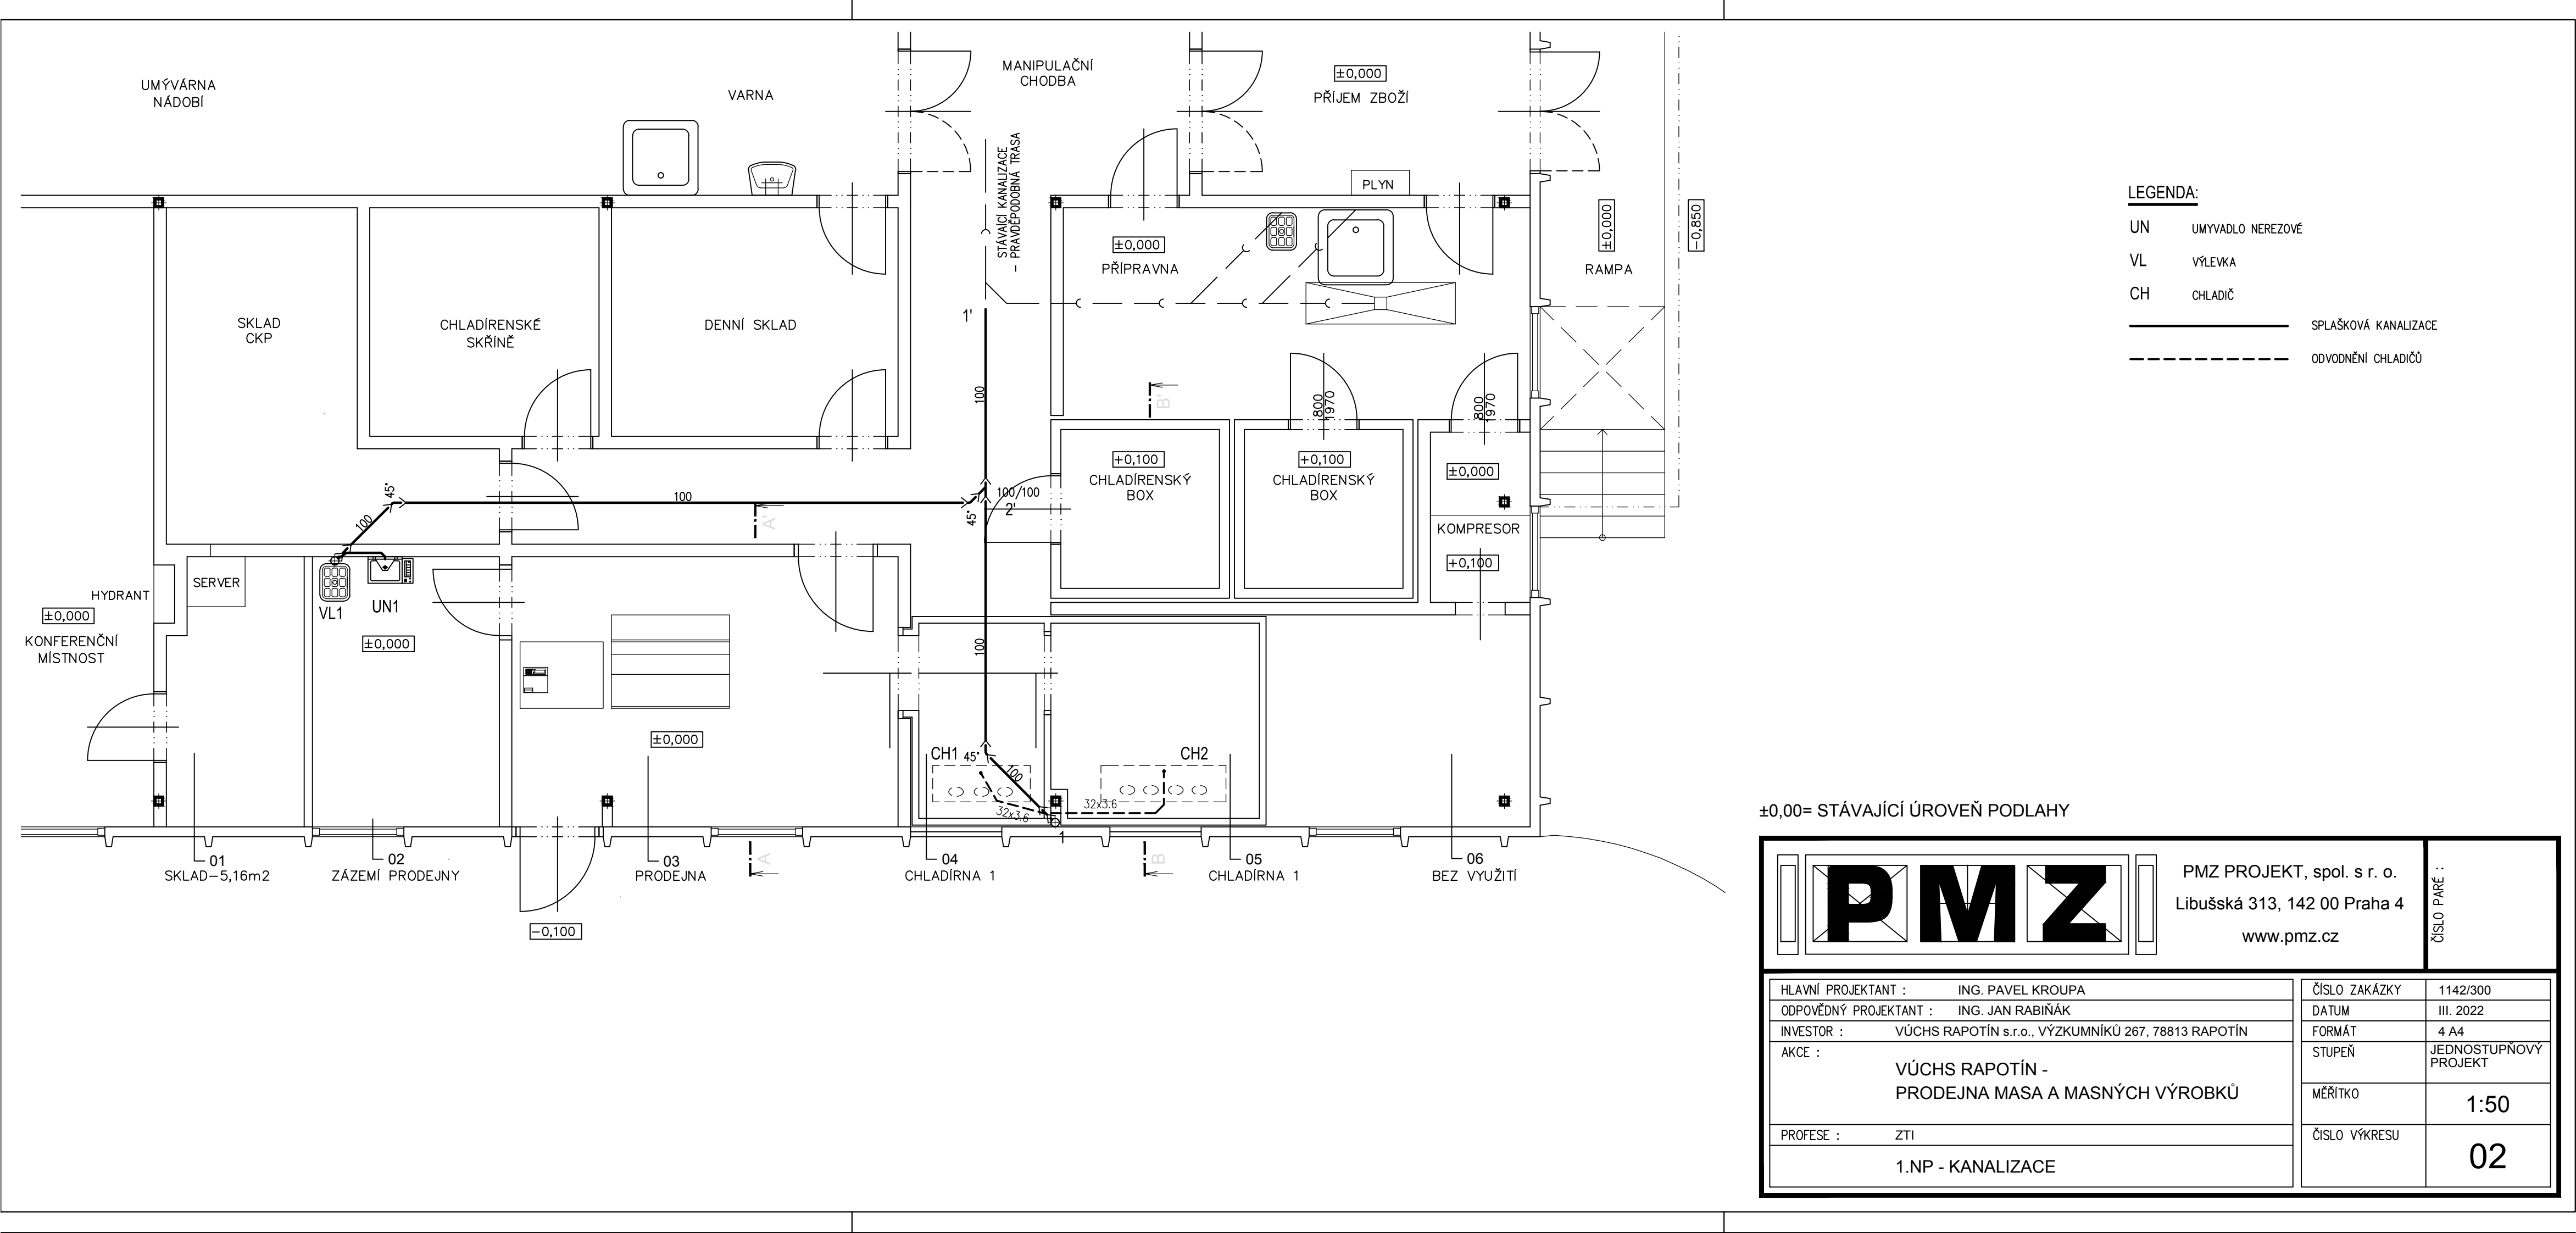 UMÝVÁRNA
NÁDOBÍ
VARNA
MANIPULAČNÍ
CHODBA
±0,000
PŘÍJEM ZBOŽÍ
STÁVAÍCÍ KANALIZACE
- PRAVDĚPODOBNÁ TRASA
PLYN
±0,000
PŘÍPRAVNA
±0,000
-0,850
RAMPA
SKLAD
CKP
CHLADÍRENSKÉ
SKŘÍNĚ
DENNÍ SKLAD
1'
100
B'
800
1970
800
1970
+0,100
CHLADÍRENSKÝ
BOX
+0,100
CHLADÍRENSKÝ
BOX
±0,000
KOMPRESOR
+0,100
45°
100
100
A'
100/100
45°
2'
SERVER
HYDRANT
±0,000
KONFERENČNÍ
MÍSTNOST
VL1
UN1
±0,000
±0,000
100
CH1
45°
100
CH2
32x3.6
32x3.6
1
01
SKLAD-5,16m2
02
ZÁZEMÍ PRODEJNY
03
PRODEJNA
A
04
CHLADÍRNA 1
B
05
CHLADÍRNA 1
06
BEZ VYUŽITÍ
-0,100
LEGENDA:
UN UMYVADLO NEREZOVÉ
VL VÝLEVKA
CH CHLADIČ
SPLAŠKOVÁ KANALIZACE
ODVODNĚNÍ CHLADIČŮ
±0,00= STÁVAJÍCÍ ÚROVEŇ PODLAHY
PMZ
PMZ PROJEKT, spol. s r. o.
Libušská 313, 142 00 Praha 4
www.pmz.cz
ČÍSLO PARÉ :
HLAVNÍ PROJEKTANT : ING. PAVEL KROUPA
ODPOVĚDNÝ PROJEKTANT : ING. JAN RABIŇÁK
INVESTOR : VÚCHS RAPOTÍN s.r.o., VÝZKUMNÍKŮ 267, 78813 RAPOTÍN
AKCE :
VÚCHS RAPOTÍN -
PRODEJNA MASA A MASNÝCH VÝROBKŮ
PROFESE : ZTI
1.NP - KANALIZACE
ČÍSLO ZAKÁZKY 1142/300
DATUM III. 2022
FORMÁT 4 A4
STUPEŇ JEDNOSTUPŇOVÝ
PROJEKT
MĚŘÍTKO 1:50
ČISLO VÝKRESU 02